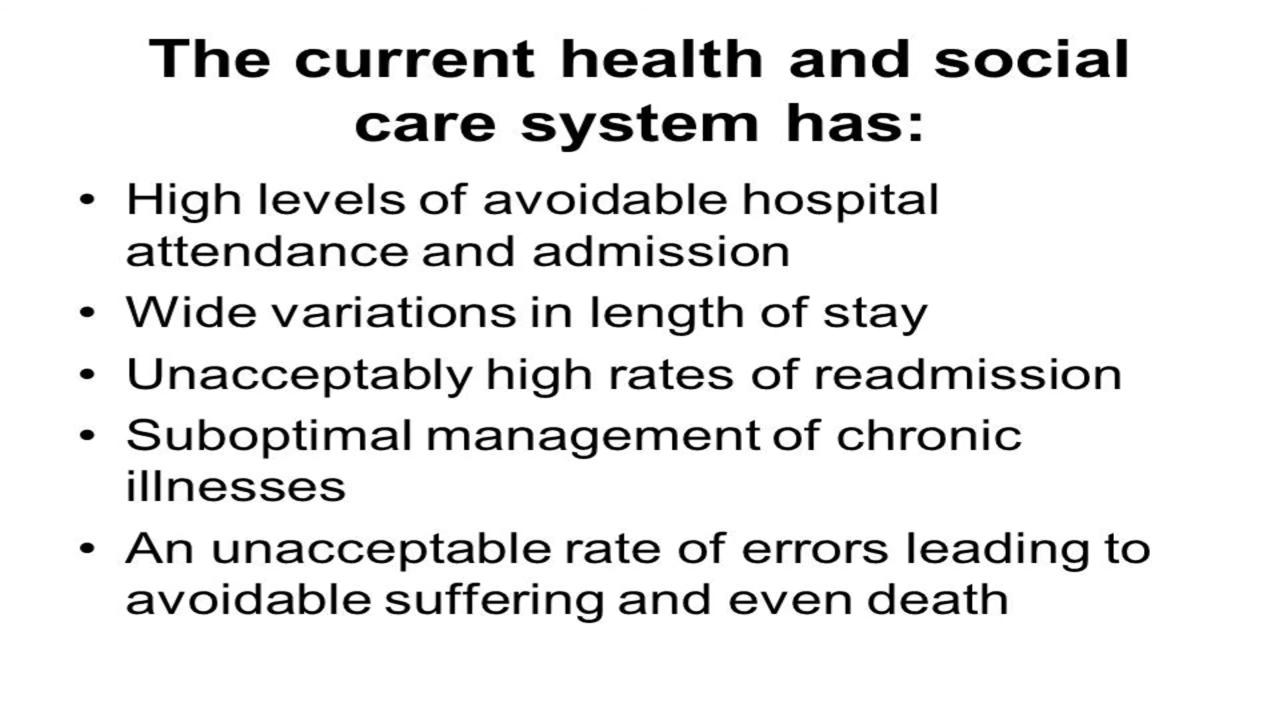 The current health and social
care system has:
• High levels of avoidable hospital
attendance and admission
• Wide variations in length of stay
• Unacceptably high rates of readmission
• Suboptimal management of chronic
illnesses
• An unacceptable rate of errors leading to
avoidable suffering and even death